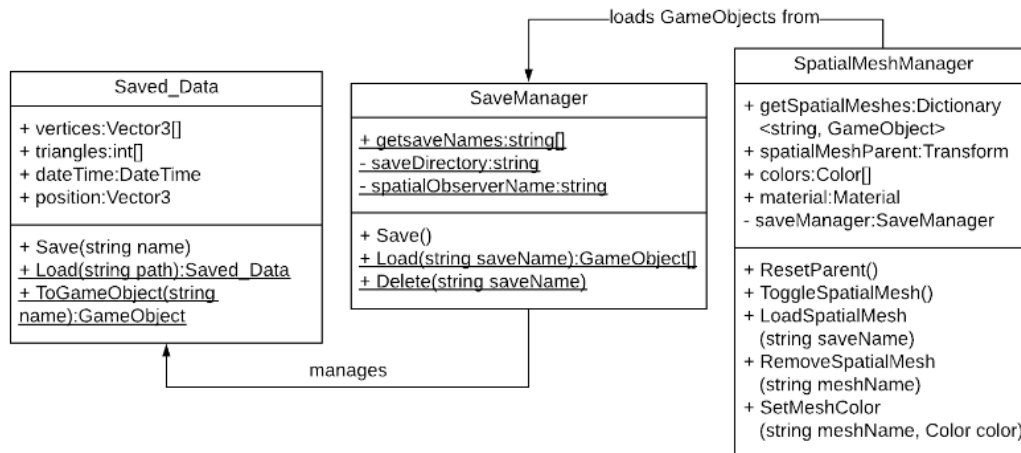 loads GameObjects from
Saved_Data
+ vertices:Vector3[]
+ triangles:int[]
+ dateTime:DateTime
+ position:Vector3
+ Save(string name)
+ Load(string path):Saved_Data
+ ToGameObject(string
name):GameObject
SaveManager
+ getsaveNames:string[]
- saveDirectory:string
- spatialObserverName:string
+ Save()
+ Load(string saveName):GameObject[]
+ Delete(string saveName)
manages
SpatialMeshManager
+ getSpatialMeshes:Dictionary
<string, GameObject>
+ spatialMeshParent:Transform
+ colors:Color[]
+ material:Material
- saveManager:SaveManager
+ ResetParent()
+ ToggleSpatialMesh()
+ LoadSpatialMesh
(string saveName)
+ RemoveSpatialMesh
(string meshName)
+ SetMeshColor
(string meshName, Color color)